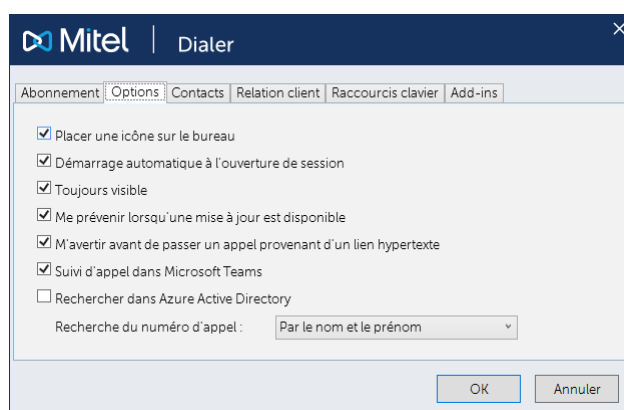 Mitel | Dialer
Abonnement Options Contacts Relation client Raccourcis clavier Add-ins
Placer une icône sur le bureau
Démarrage automatique à l'ouverture de session
Toujours visible
Me prévenir lorsqu'une mise à jour est disponible
M'avertir avant de passer un appel provenant d'un lien hypertexte
Suivi d'appel dans Microsoft Teams
Rechercher dans Azure Active Directory
Recherche du numéro d'appel : Par le nom et le prénom
OK Annuler